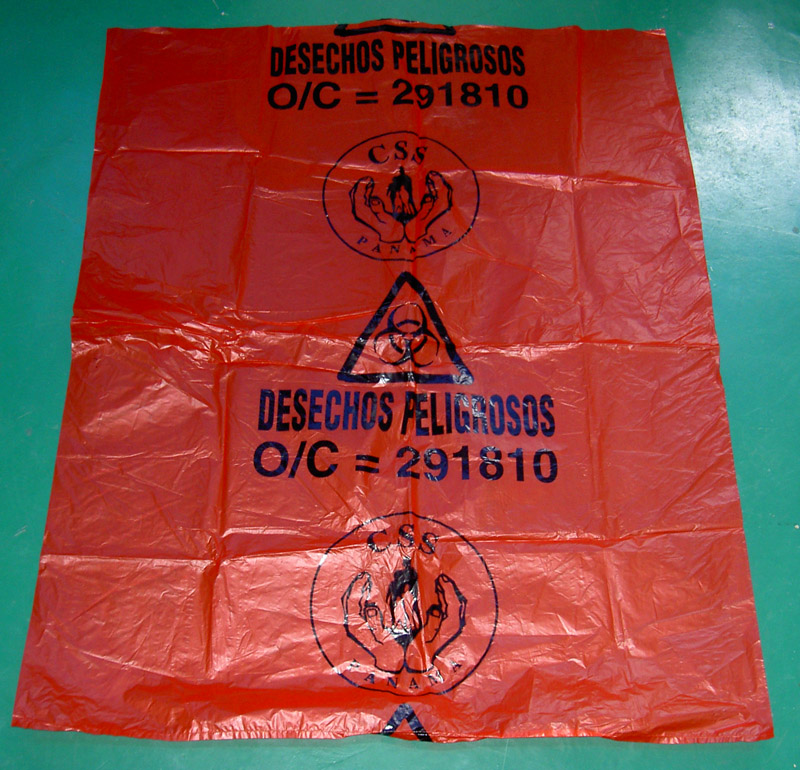 DESECHOS PELIGROSOS
O/C = 291810
CSS
PANAMA
DESECHOS PELIGROSOS
O/C = 291810
CSS
PANAMA